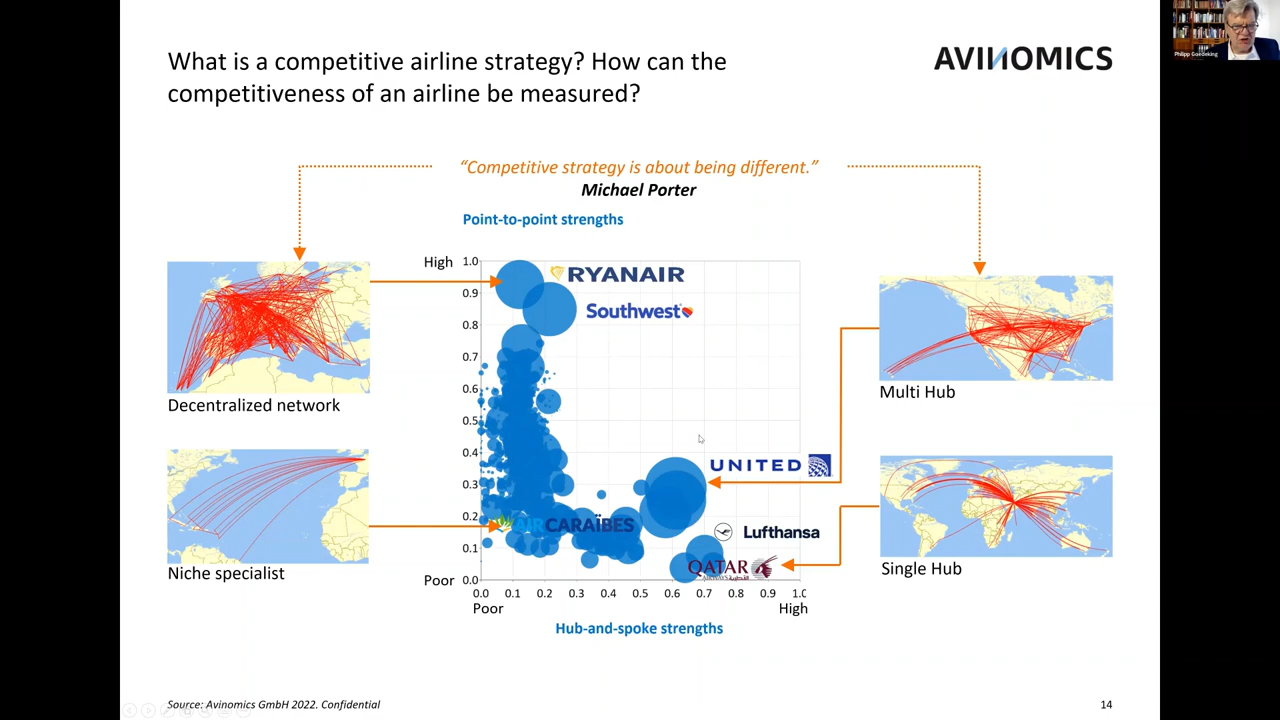 What is a competitive airline strategy? How can the
competitiveness of an airline be measured?
AVINOMICS
Philipp Goedeking
“Competitive strategy is about being different.”
Michael Porter
Point-to-point strengths
High
1.0
0.9
0.8
0.7
0.6
0.5
0.4
0.3
0.2
0.1
0.0
Poor
RYANAIR
Southwest
UNITED
AIR CARAÏBES
Lufthansa
QATAR
AIRWAYS القطرية
0.0 0.1 0.2 0.3 0.4 0.5 0.6 0.7 0.8 0.9 1.0
Poor
High
Hub-and-spoke strengths
Decentralized network
Niche specialist
Multi Hub
Single Hub
Source: Avinomics GmbH 2022. Confidential
14